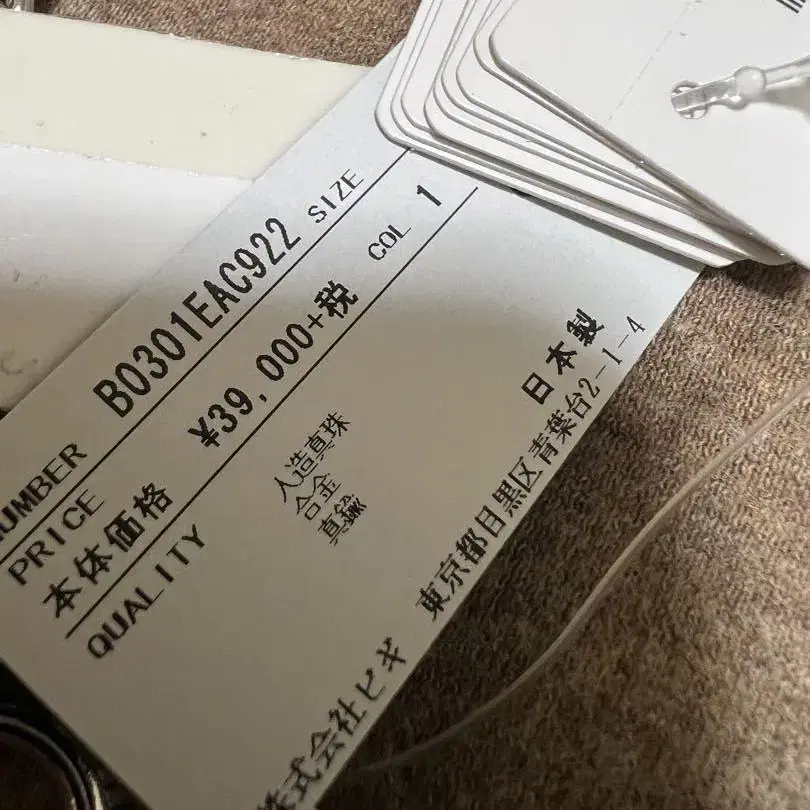 NUMBER B0301EAC922 SIZE
PRICE
本体価格 ¥39,000+税 COL 1
QUALITY 人造真珠
合金
真鍮
日本製
株式会社ビギ 東京都目黒区青葉台2-1-4